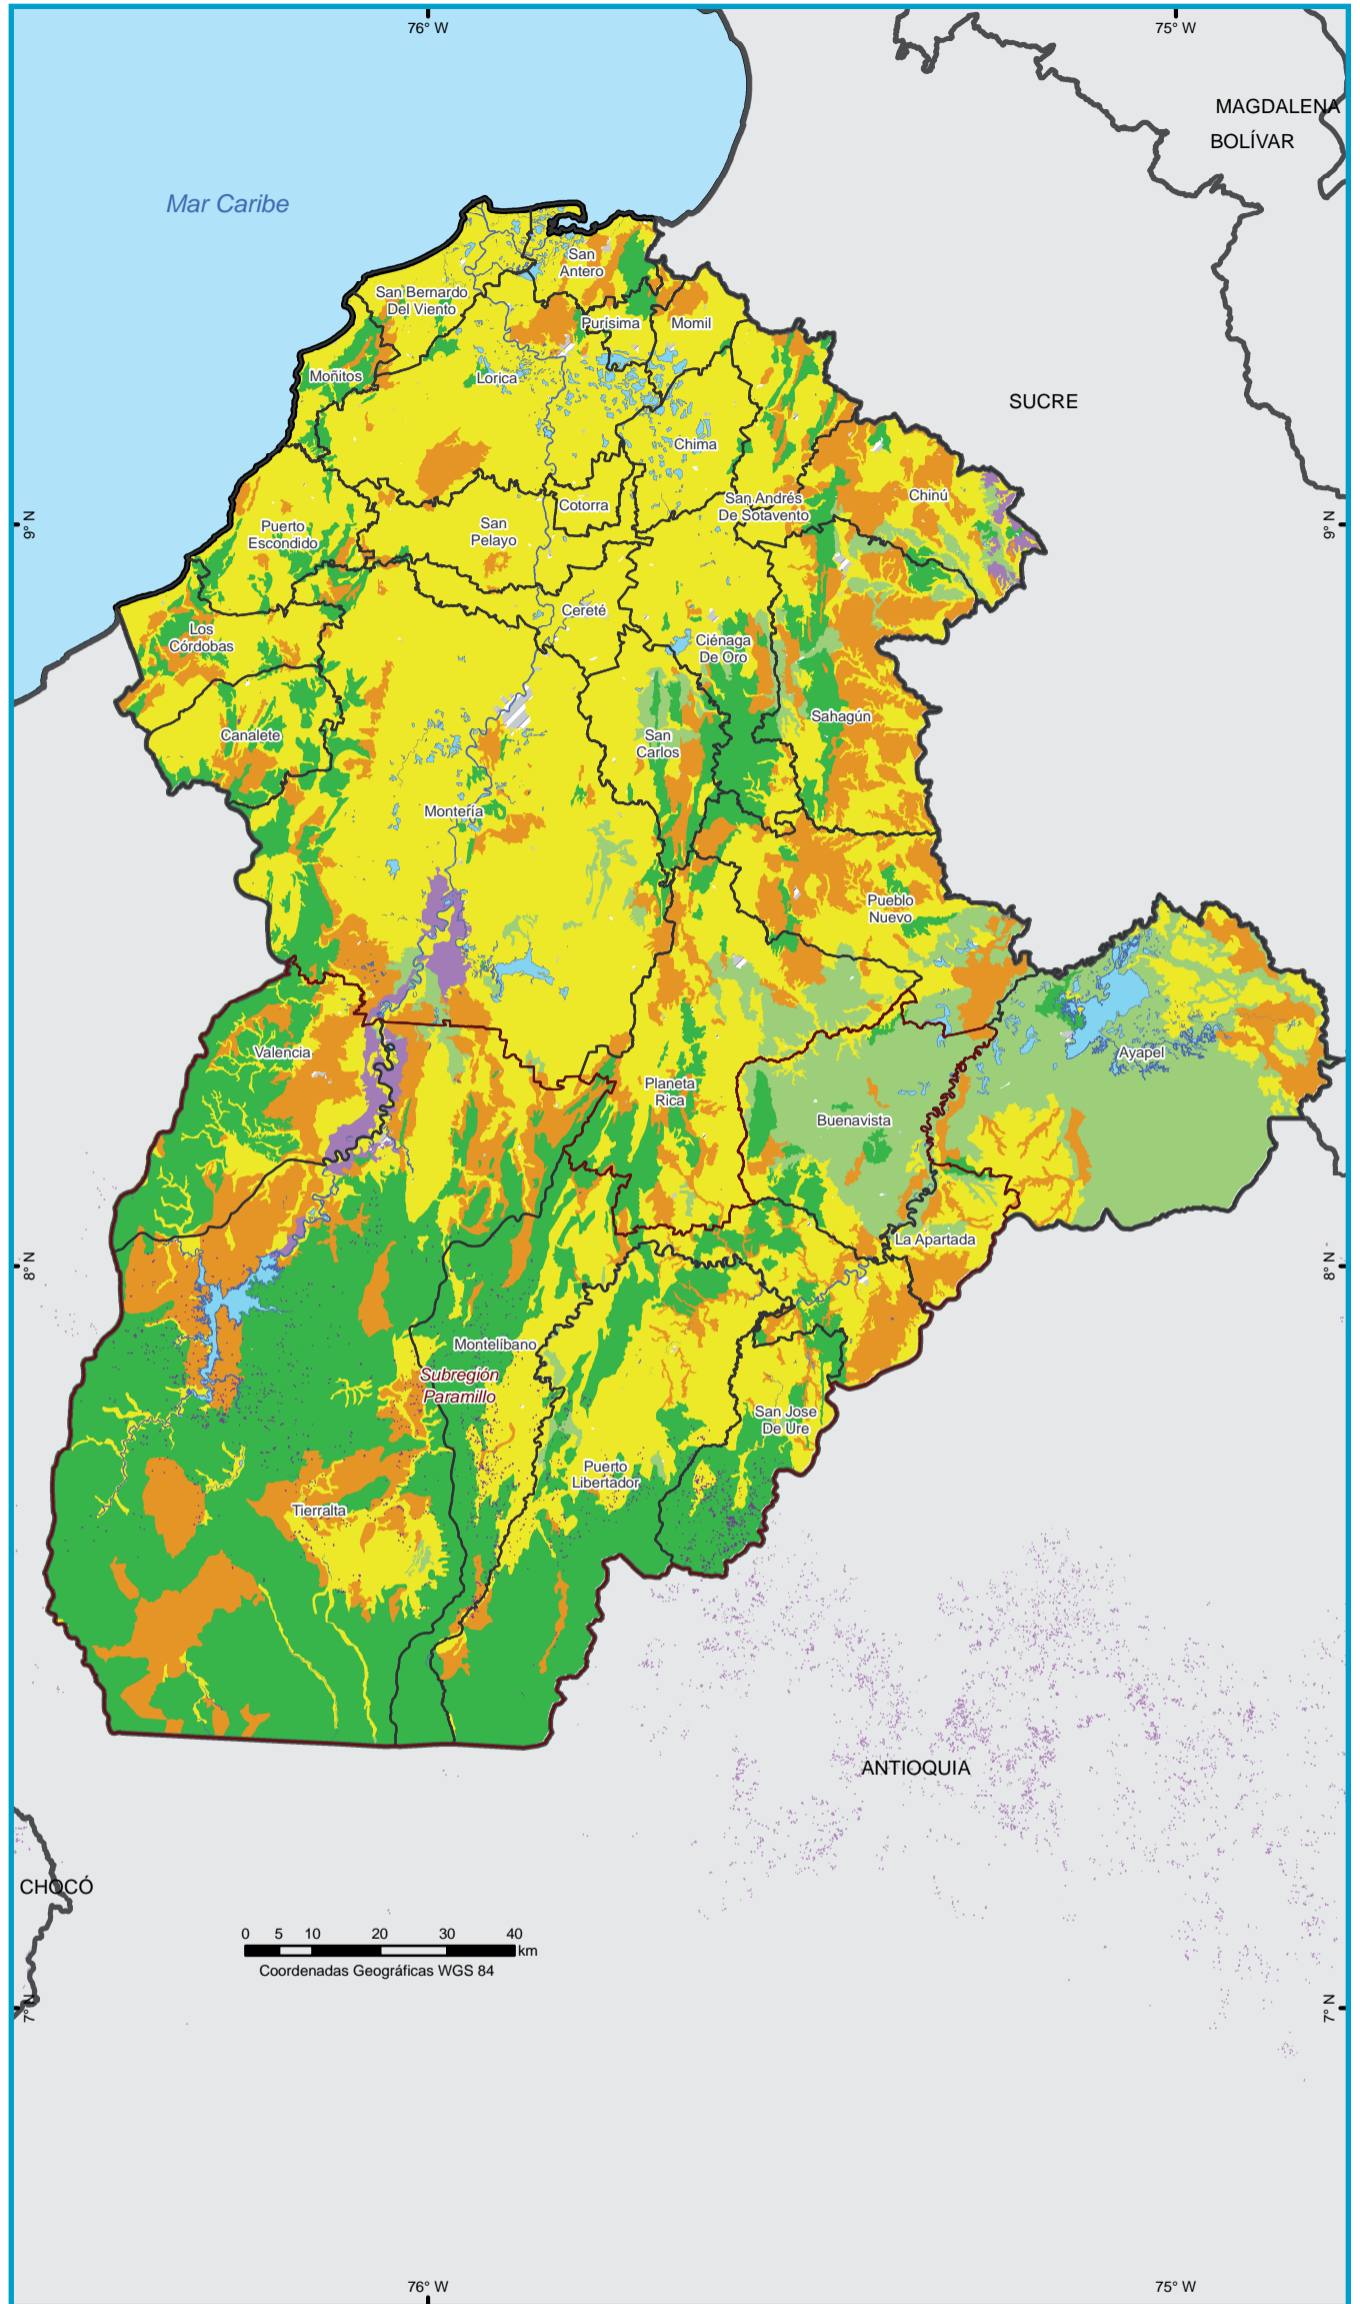 76° W
75° W
MAGDALENA
BOLÍVAR
Mar Caribe
San
Antero
San Bernardo
Del Viento
Purísima
Momil
Moñitos
Lorica
SUCRE
Chima
Chinú
San Andrés
De Sotavento
Cotorra
9° N
Puerto
Escondido
San
Pelayo
9° N
Cereté
Los
Córdobas
Ciénaga
De Oro
Sahagún
Canalete
San
Carlos
Montería
Pueblo
Nuevo
Valencia
Ayapel
Planeta
Rica
Buenavista
La Apartada
8° N
8° N
Montelíbano
Subregión
Paramillo
San Jose
De Ure
Puerto
Libertador
Tierralta
ANTIOQUIA
CHOCÓ
0 5 10 20 30 40
km
Coordenadas Geográficas WGS 84
7° N
7° N
76° W
75° W